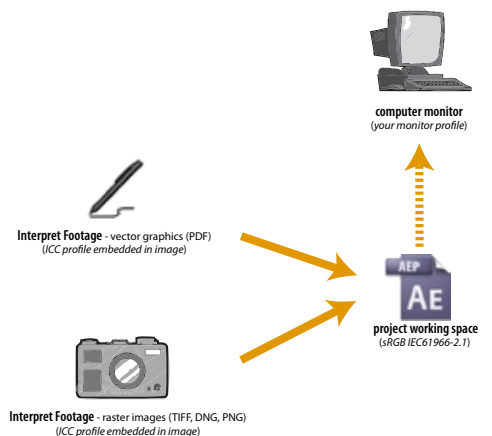 computer monitor
(your monitor profile)
Interpret Footage - vector graphics (PDF)
(ICC profile embedded in image)
AEP
AE
project working space
(sRGB IEC61966-2.1)
Interpret Footage - raster images (TIFF, DNG, PNG)
(ICC profile embedded in image)